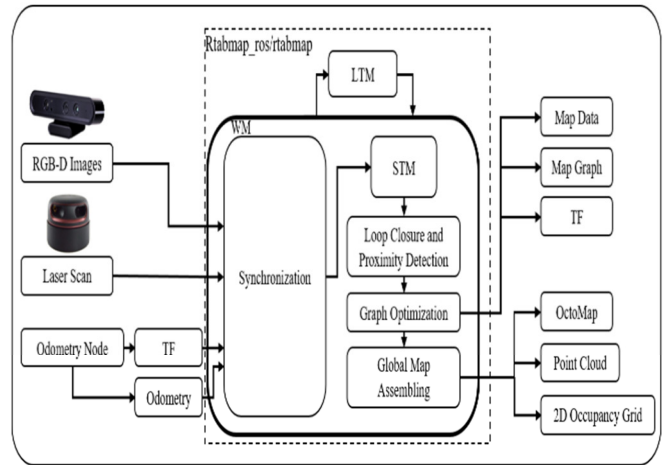 Rtabmap_ros/rtabmap
LTM
WM
RGB-D Images
Laser Scan
Odometry Node
TF
Odometry
Synchronization
STM
Loop Closure and
Proximity Detection
Graph Optimization
Global Map
Assembling
Map Data
Map Graph
TF
OctoMap
Point Cloud
2D Occupancy Grid